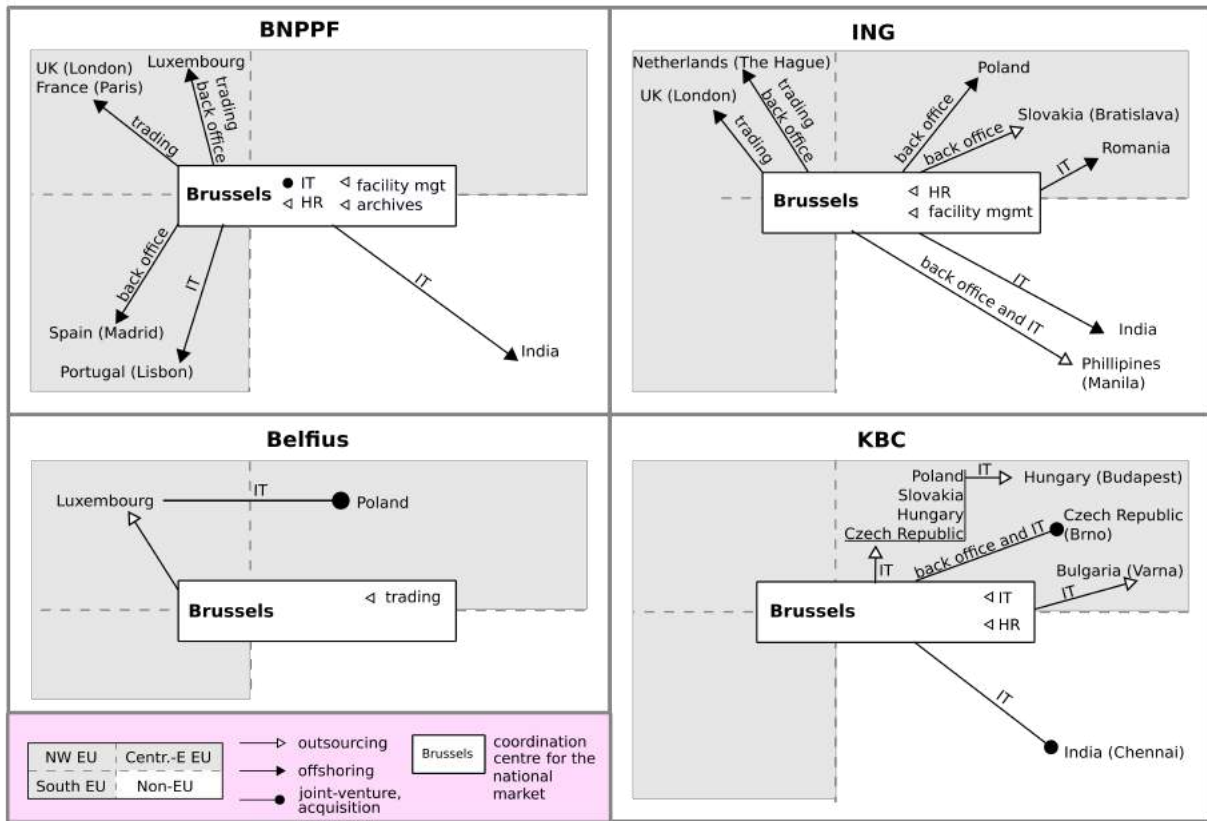 BNPPF
UK (London)
France (Paris)
Luxembourg
trading
trading
back office
Brussels
IT
HR
facility mgt
archives
back office
IT
IT
Spain (Madrid)
Portugal (Lisbon)
India
ING
Netherlands (The Hague)
UK (London)
Poland
Slovakia (Bratislava)
Romania
trading
trading
back office
back office
back office
IT
Brussels
HR
facility mgmt
IT
back office and IT
India
Phillipines
(Manila)
Belfius
Luxembourg
IT
Poland
Brussels
trading
KBC
Poland
Slovakia
Hungary
Czech Republic
IT
Hungary (Budapest)
Czech Republic
(Brno)
back office and IT
IT
Bulgaria (Varna)
IT
Brussels
IT
HR
IT
India (Chennai)
NW EU
Centr.-E EU
South EU
Non-EU
outsourcing
offshoring
joint-venture,
acquisition
Brussels
coordination
centre for the
national
market